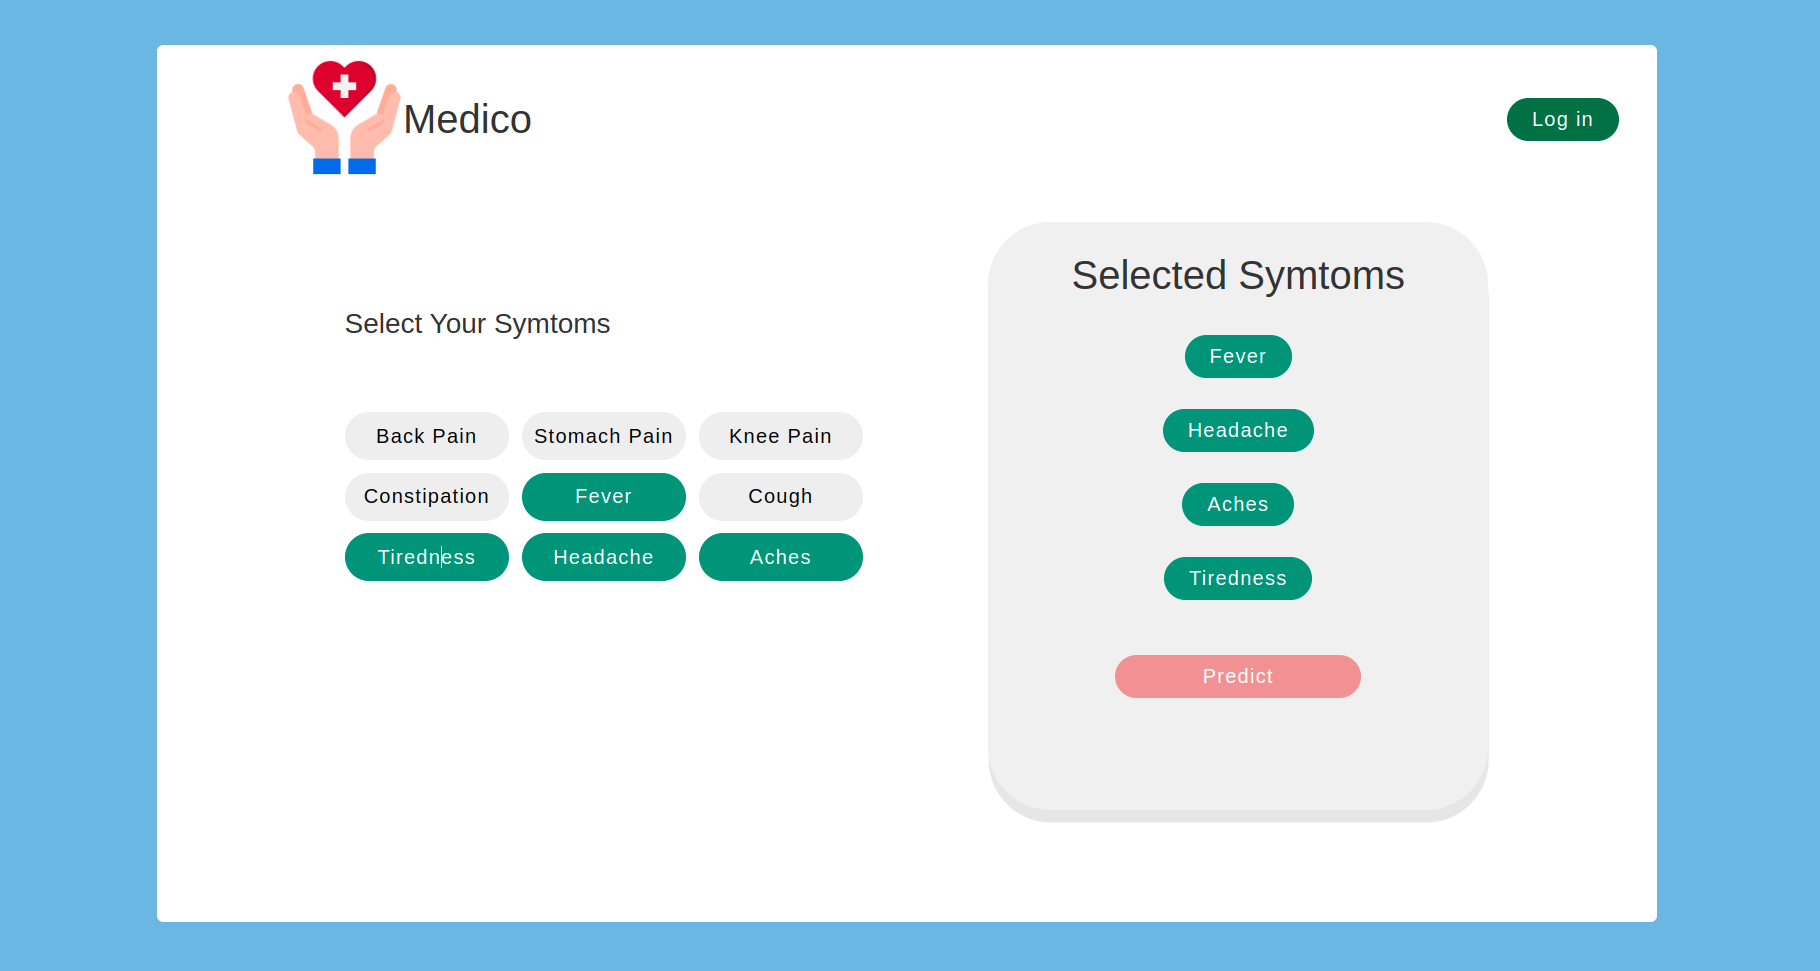 Medico
Log in
Select Your Symtoms
Back Pain
Stomach Pain
Knee Pain
Constipation
Fever
Cough
Tiredness
Headache
Aches
Selected Symtoms
Fever
Headache
Aches
Tiredness
Predict